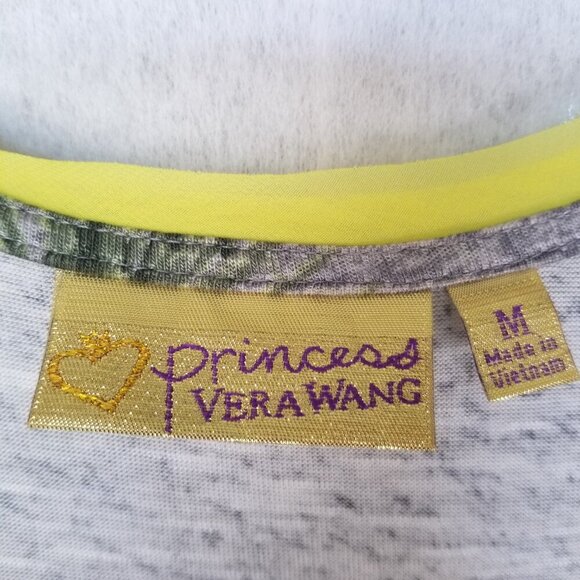 princess
VERA WANG
M
Made in
Vietnam